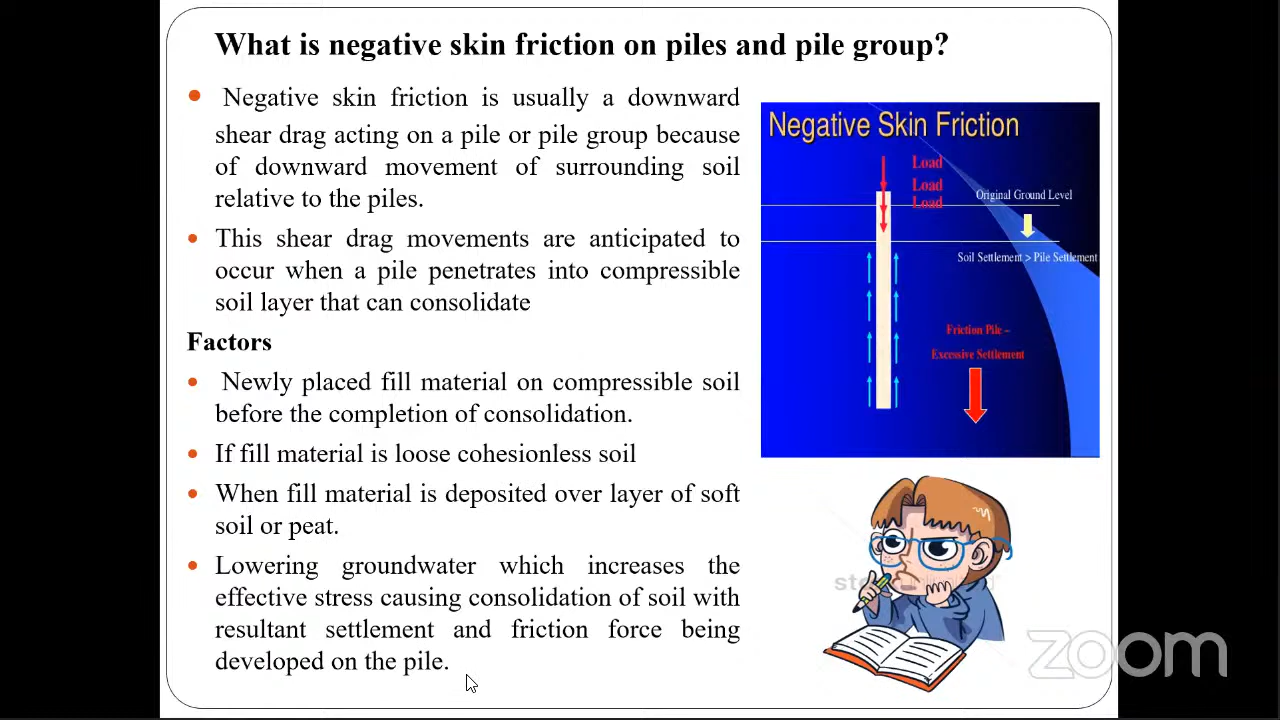 What is negative skin friction on piles and pile group?
Negative skin friction is usually a downward
shear drag acting on a pile or pile group because
of downward movement of surrounding soil
relative to the piles.
This shear drag movements are anticipated to
occur when a pile penetrates into compressible
soil layer that can consolidate
Factors
Newly placed fill material on compressible soil
before the completion of consolidation.
If fill material is loose cohesionless soil
When fill material is deposited over layer of soft
soil or peat.
Lowering groundwater which increases the
effective stress causing consolidation of soil with
resultant settlement and friction force being
developed on the pile.
Negative Skin Friction
Load
Load
Load
Original Ground Level
Soil Settlement > Pile Settlement
Friction Pile –
Excessive Settlement
zoom